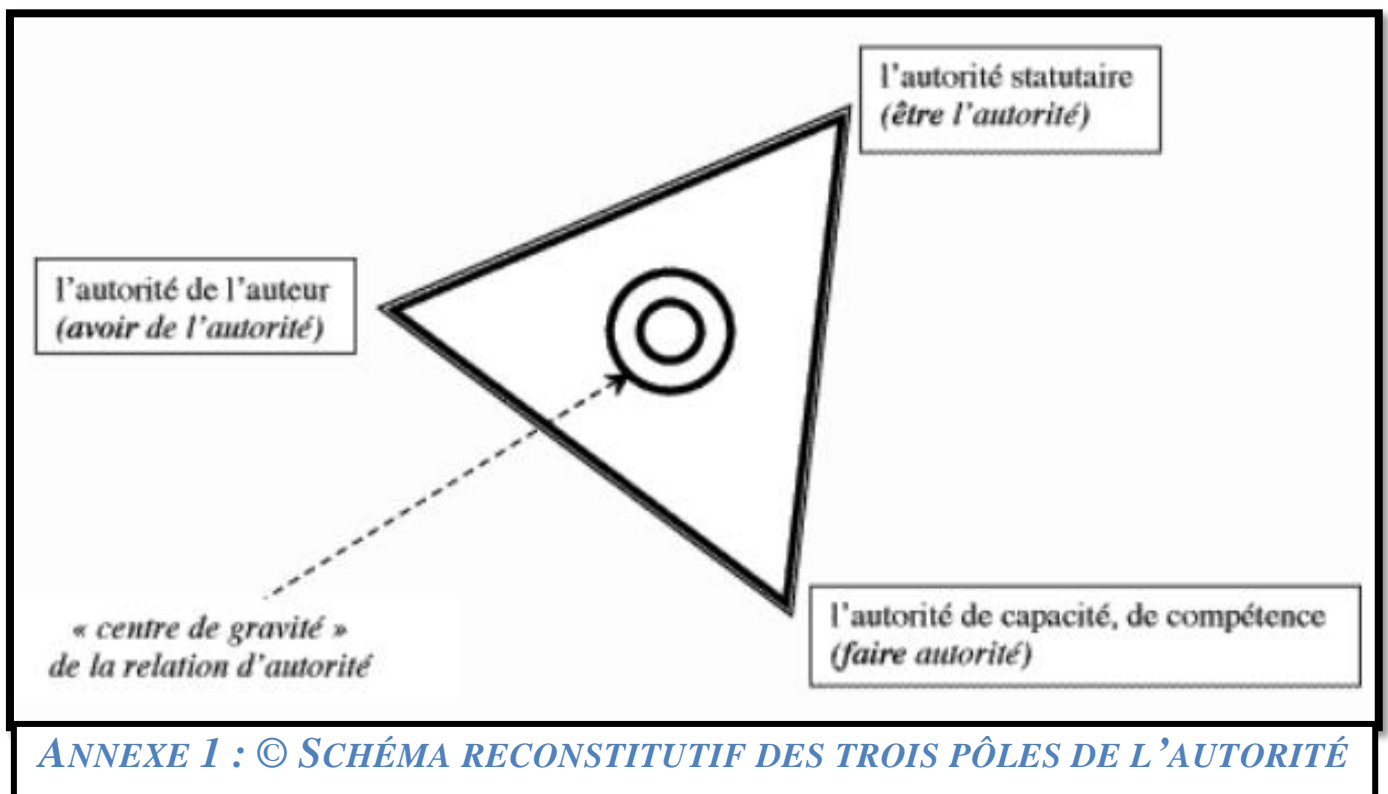 l'autorité statutaire
(être l'autorité)
l'autorité de l'auteur
(avoir de l'autorité)
« centre de gravité »
de la relation d'autorité
l'autorité de capacité, de compétence
(faire autorité)
ANNEXE 1 : © SCHÉMA RECONSTITUTIF DES TROIS PÔLES DE L'AUTORITÉ